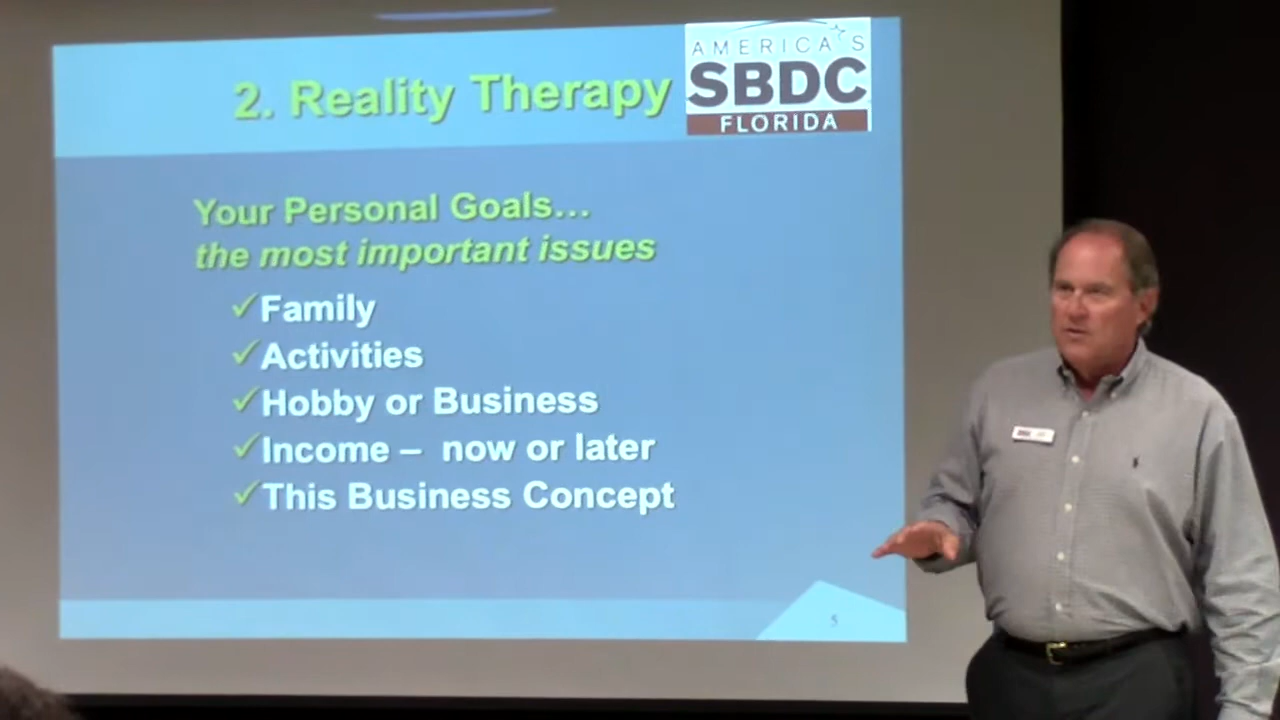 2. Reality Therapy
AMERICA'S
SBDC
FLORIDA
Your Personal Goals…
the most important issues
✓Family
✓Activities
✓Hobby or Business
✓Income – now or later
✓This Business Concept
5